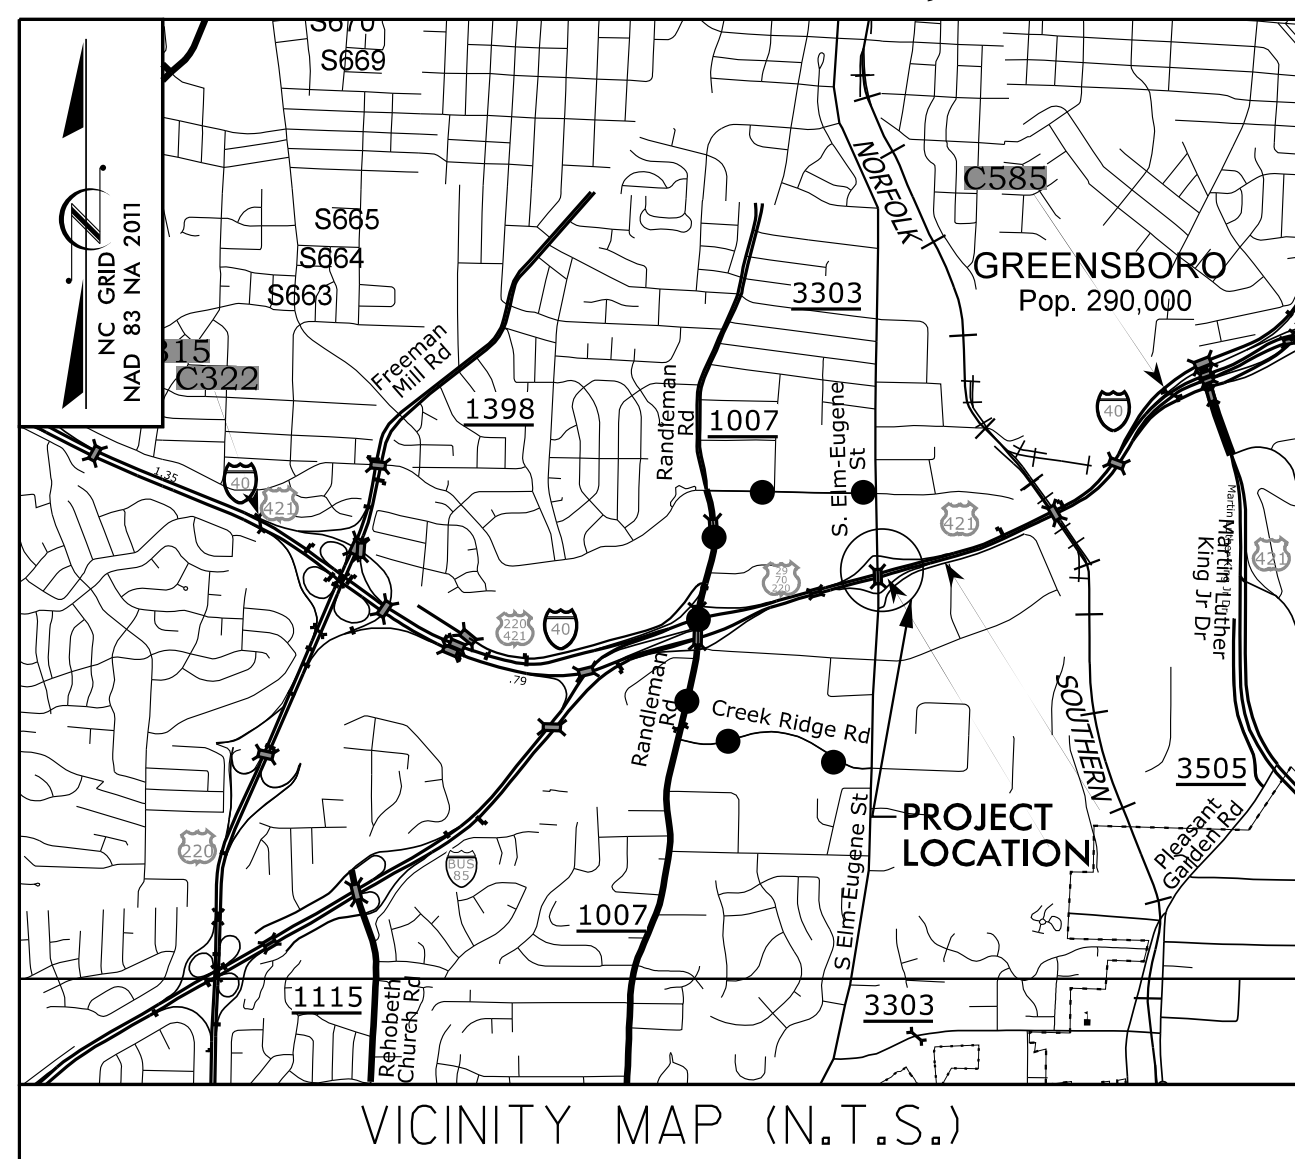 S670
S669
NC GRID
NAD 83 NA 2011
S665
S664
S663
C322
C585
NORFOLK
GREENSBORO
Pop. 290,000
3303
Freeman
Mill Rd
1398
Randleman
Rd
1007
S. Elm-Eugene
St
40
1.35
40
421
421
29
70
220
220
421
40
.79
Martin Luther
King Jr Dr
421
Randleman
Rd
Creek Ridge Rd
SOUTHERN
3505
PROJECT
LOCATION
Pleasant
Garden Rd
220
BUS
85
S Elm-Eugene St
1007
1115
Rehobeth
Church Rd
3303
VICINITY MAP (N.T.S.)